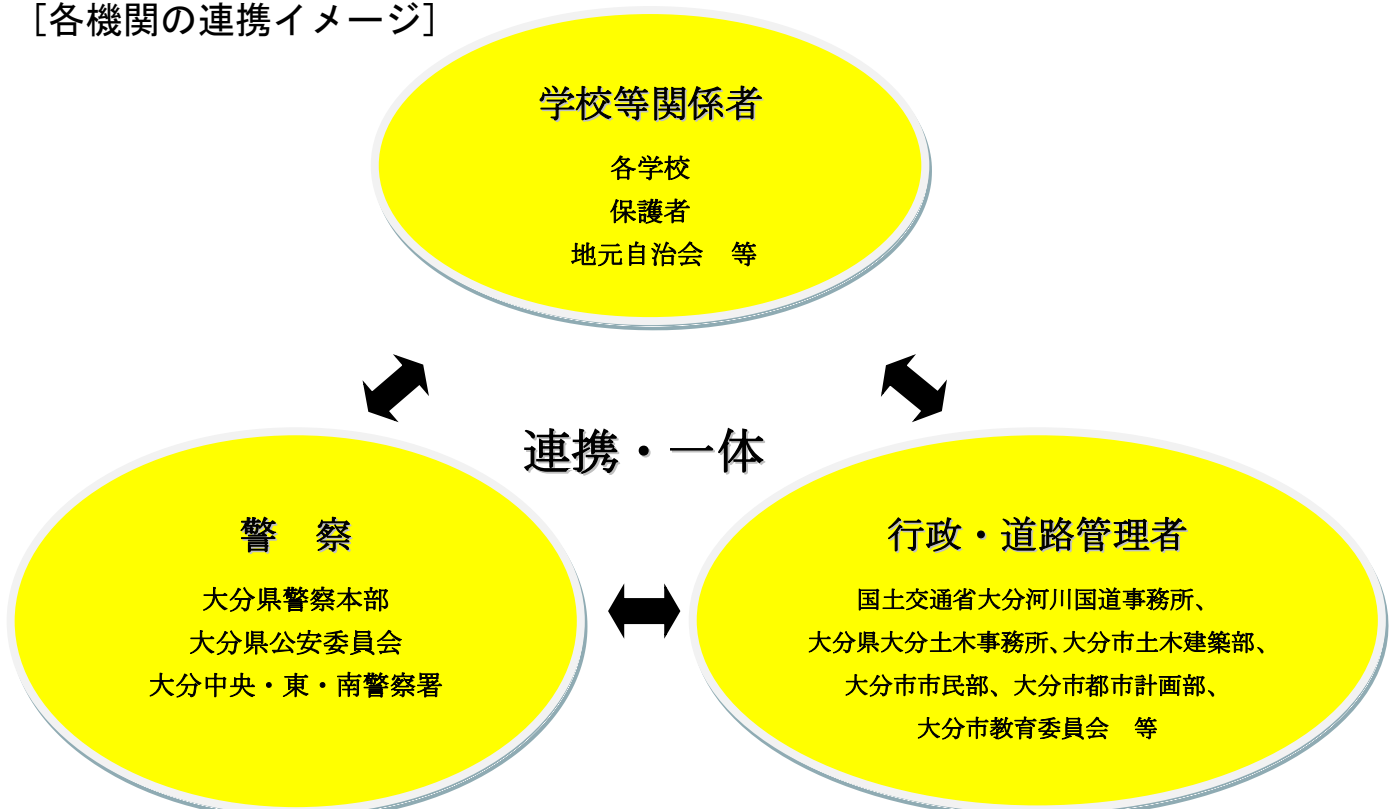 ［各機関の連携イメージ］
学校等関係者
各学校
保護者
地元自治会　等
連携・一体
警　察
大分県警察本部
大分県公安委員会
大分中央・東・南警察署
行政・道路管理者
国土交通省大分河川国道事務所、
大分県大分土木事務所、大分市土木建築部、
大分市市民部、大分市都市計画部、
大分市教育委員会　等